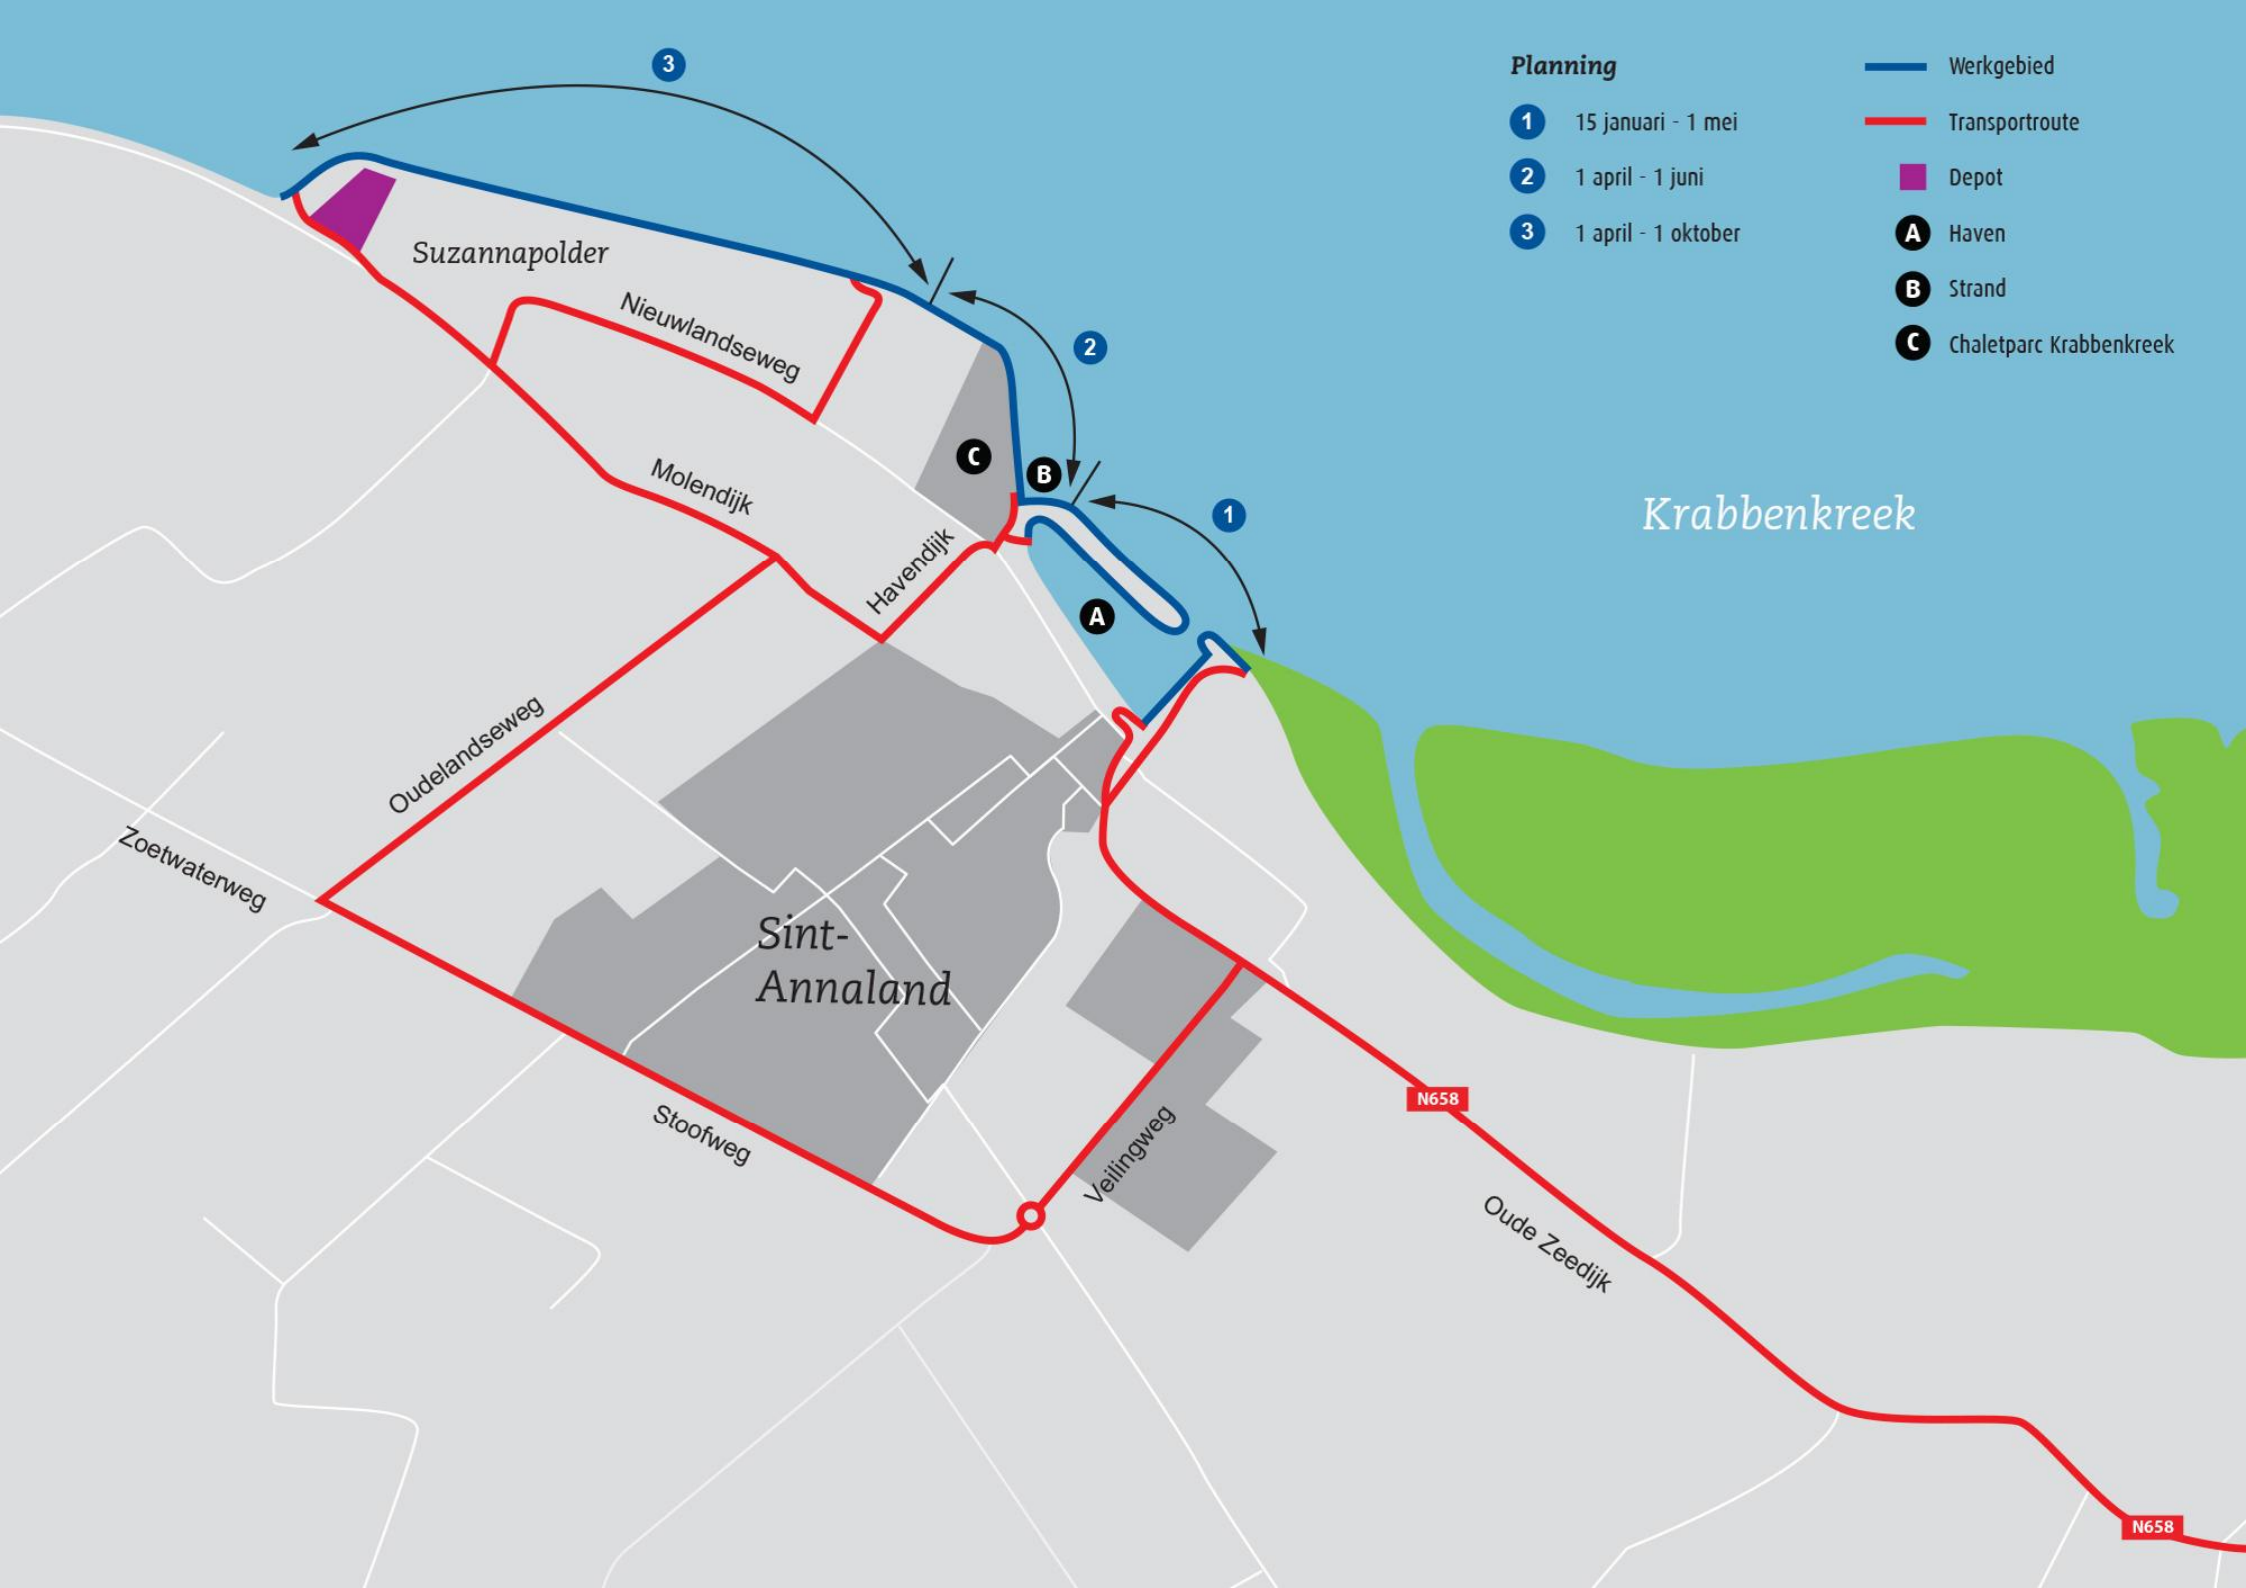 3
Planning
Werkgebied
1 15 januari - 1 mei
Transportroute
2 1 april - 1 juni
Depot
3 1 april - 1 oktober
A Haven
B Strand
C Chaletparc Krabbenkreek
Suzannapolder
Nieuwlandseweg
2
C
B
Molendijk
1
Krabbenkreek
Havendijk
A
Oudelandseweg
Zoetwaterweg
Sint-
Annaland
N658
Stoofweg
Veilingweg
Oude Zeedijk
N658